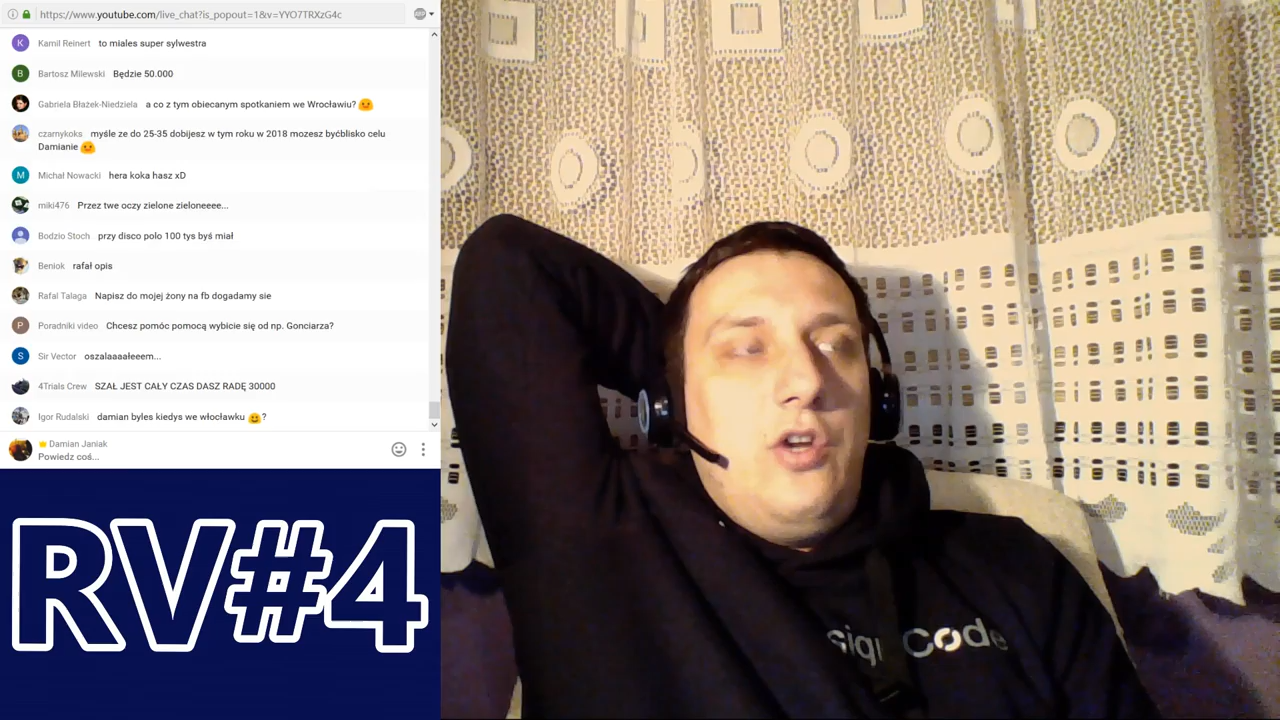 https://www.youtube.com/live_chat?is_popout=1&v=YYO7TRXzG4c
K Kamil Reinert to miales super sylwestra
B Bartosz Milewski Będzie 50.000
Gabriela Błażek-Niedziela a co z tym obiecanym spotkaniem we Wrocławiu?
czarnykoks myśle ze do 25-35 dobijesz w tym roku w 2018 mozesz byćblisko celu
Damianie
M Michał Nowacki hera koka hasz xD
miki476 Przez twe oczy zielone zieloneeee...
Bodzio Stoch przy disco polo 100 tys byś miał
Beniok rafał opis
Rafal Talaga Napisz do mojej żony na fb dogadamy sie
P Poradniki video Chcesz pomóc pomocą wybicie się od np. Gonciarza?
S Sir Vector oszalaaaałeeem...
4Trials Crew SZAŁ JEST CAŁY CZAS DASZ RADĘ 30000
Igor Rudalski damian byles kiedys we włocławku ?
Damian Janiak
Powiedz coś...
RV#4
Code